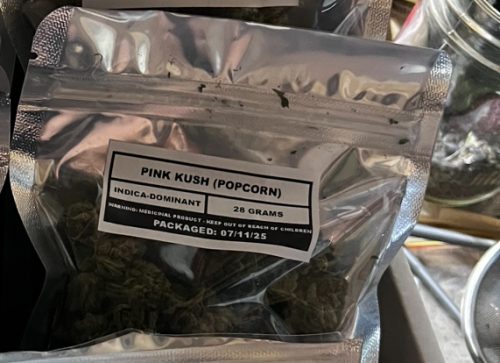 PINK KUSH (POPCORN)
INDICA-DOMINANT
28 GRAMS
WARNING: MEDICINAL PRODUCT - KEEP OUT OF REACH OF CHILDREN
PACKAGED: 07/11/25